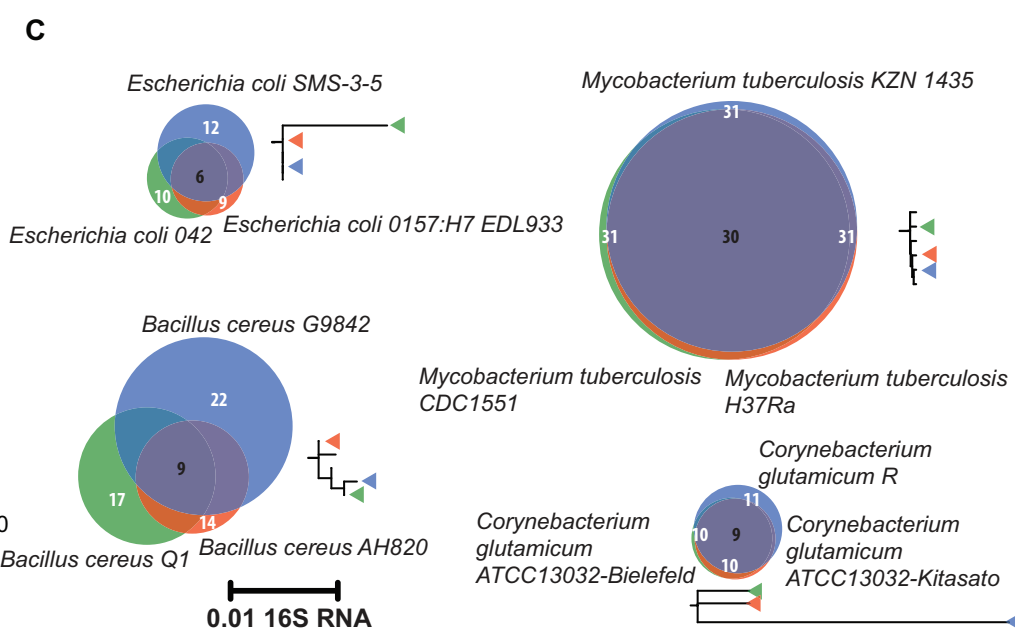 C
Escherichia coli SMS-3-5
12
6
10
9
Escherichia coli 042
Escherichia coli 0157:H7 EDL933
Mycobacterium tuberculosis KZN 1435
31
31
30
31
Mycobacterium tuberculosis
CDC1551
Mycobacterium tuberculosis
H37Ra
Bacillus cereus G9842
22
9
17
14
0
Bacillus cereus Q1
Bacillus cereus AH820
0.01 16S RNA
Corynebacterium
glutamicum R
11
10
9
10
Corynebacterium
glutamicum
ATCC13032-Bielefeld
Corynebacterium
glutamicum
ATCC13032-Kitasato